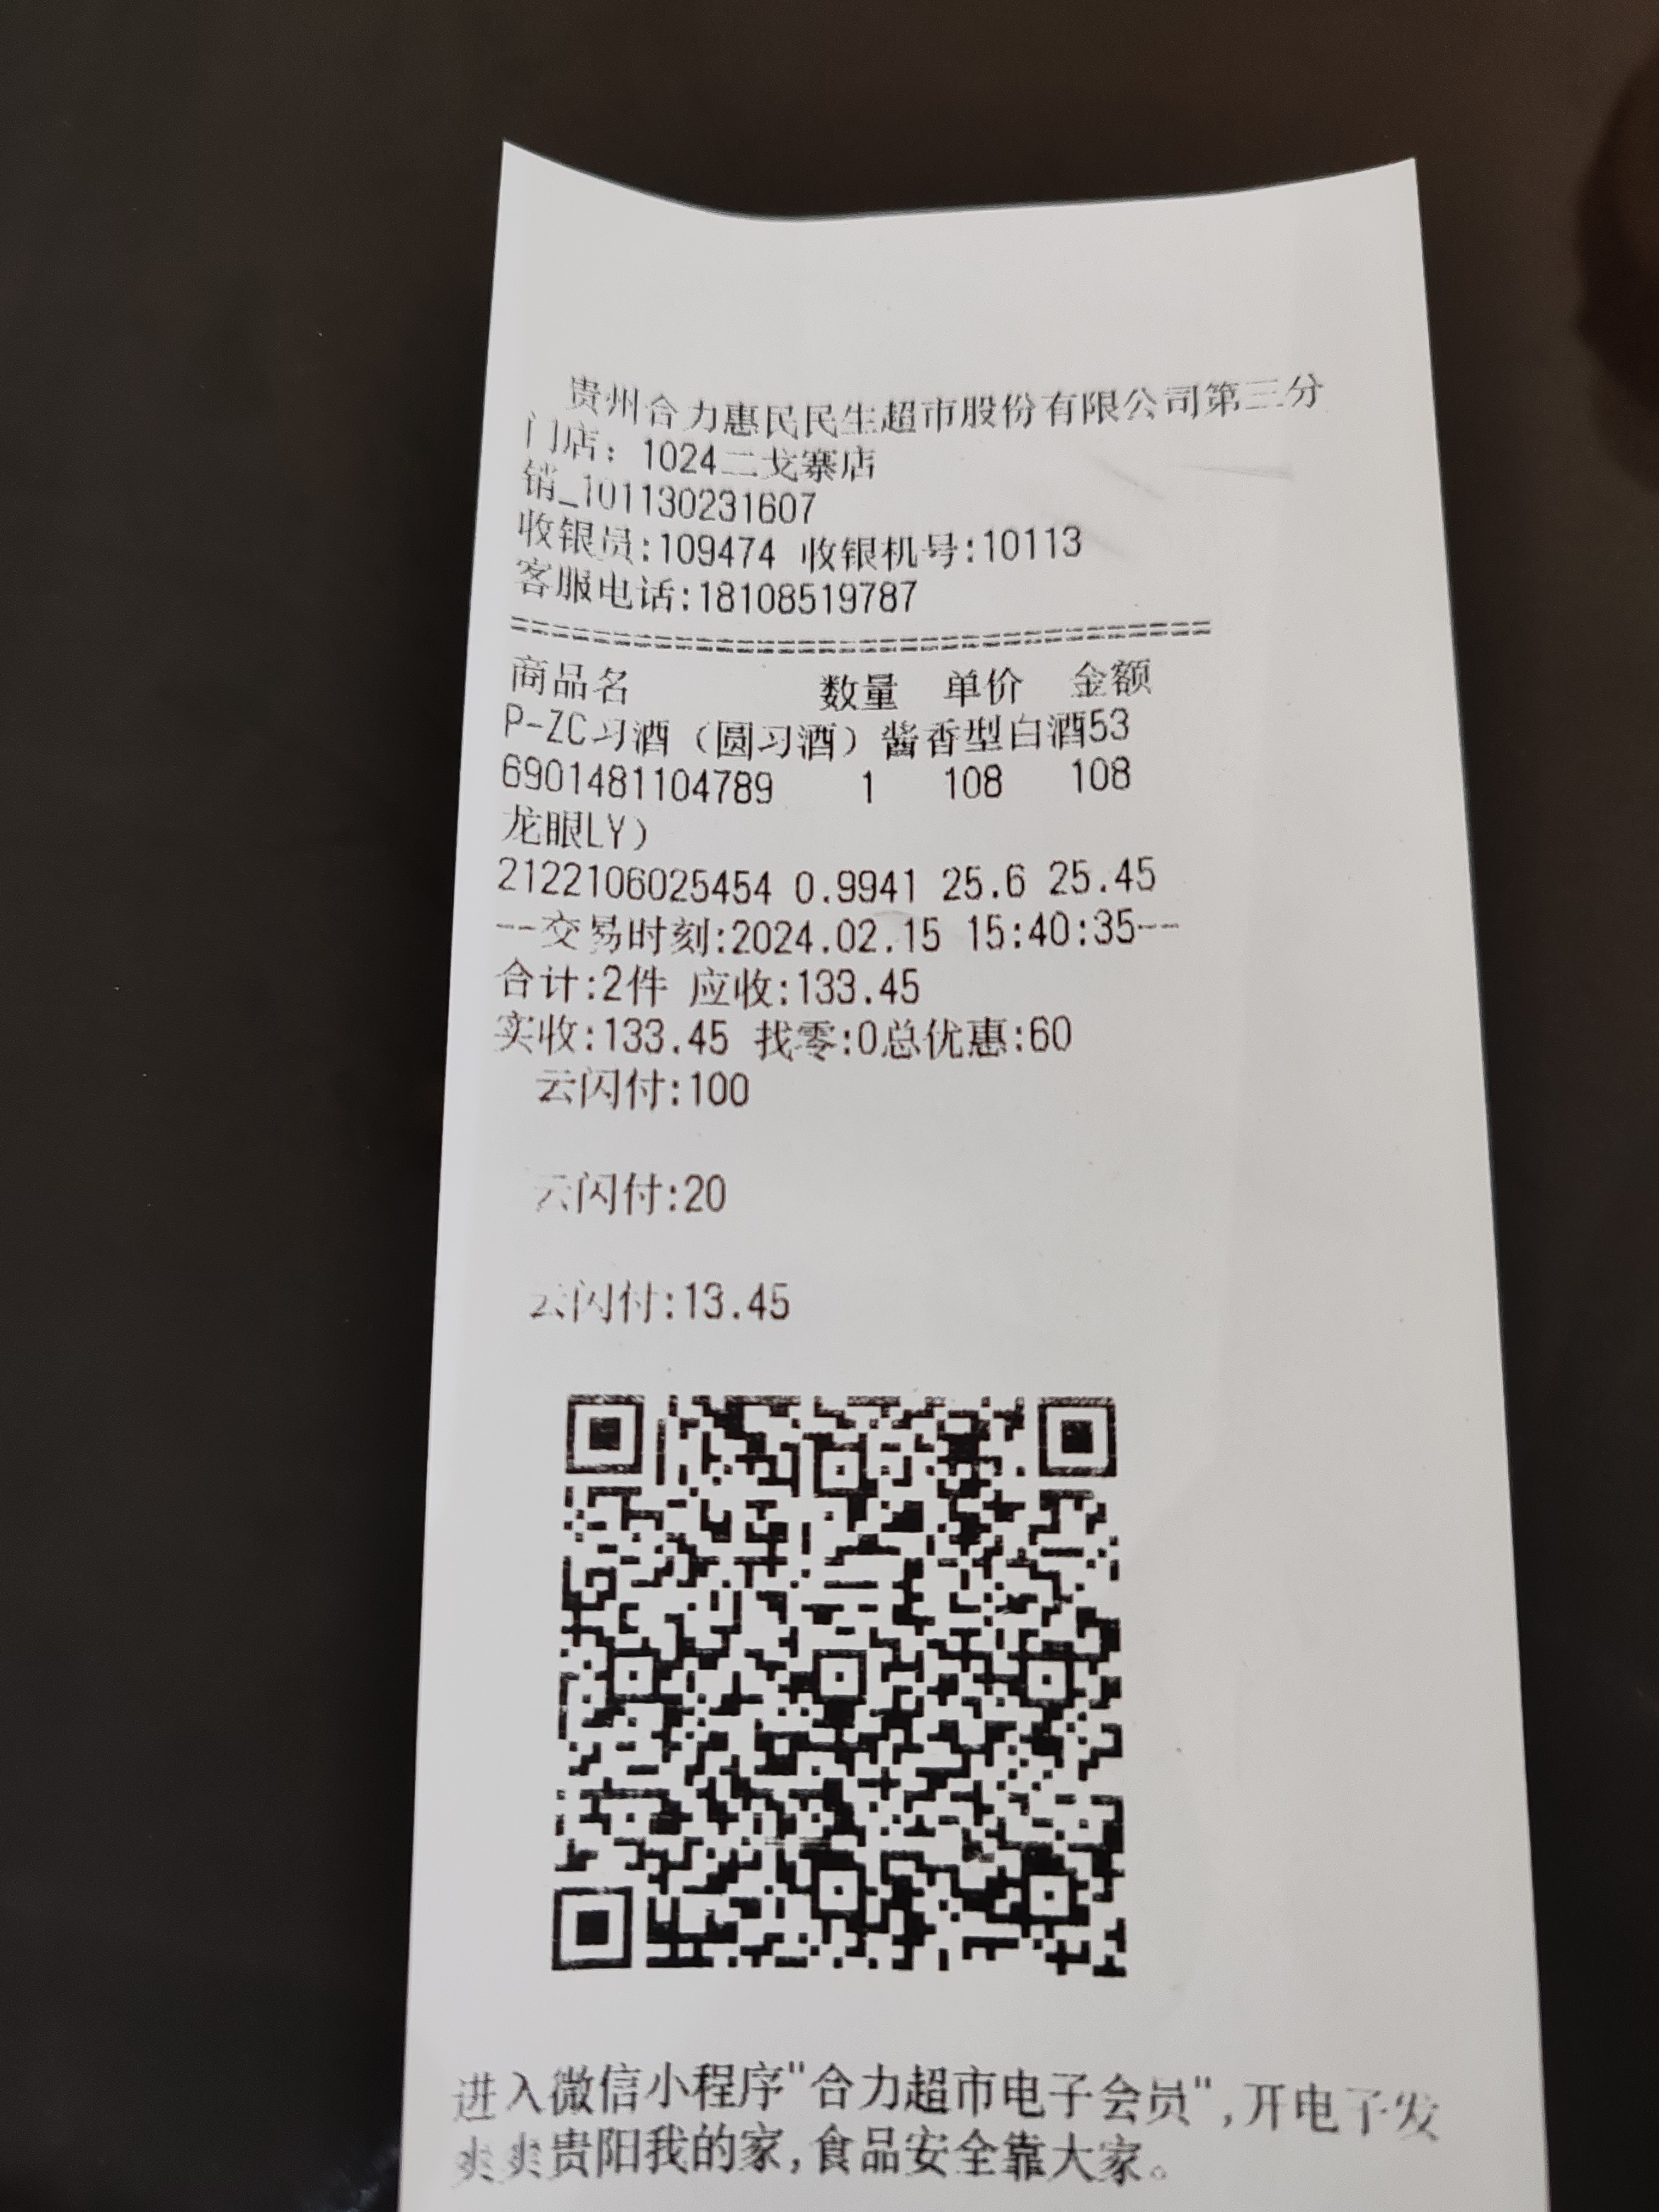 贵州合力惠民民生超市股份有限公司第三分
门店：1024二戈寨店
销_101130231607
收银员:109474 收银机号:10113
客服电话:18108519787
==================================
商品名 数量 单价 金额
P-ZC习酒（圆习酒）酱香型白酒53
6901481104789 1 108 108
龙眼LY)
2122106025454 0.9941 25.6 25.45
--交易时刻:2024.02.15 15:40:35--
合计:2件 应收:133.45
实收:133.45 找零:0总优惠:60
云闪付:100
云闪付:20
云闪付:13.45
进入微信小程序"合力超市电子会员",开电子发
爽爽贵阳我的家,食品安全靠大家。